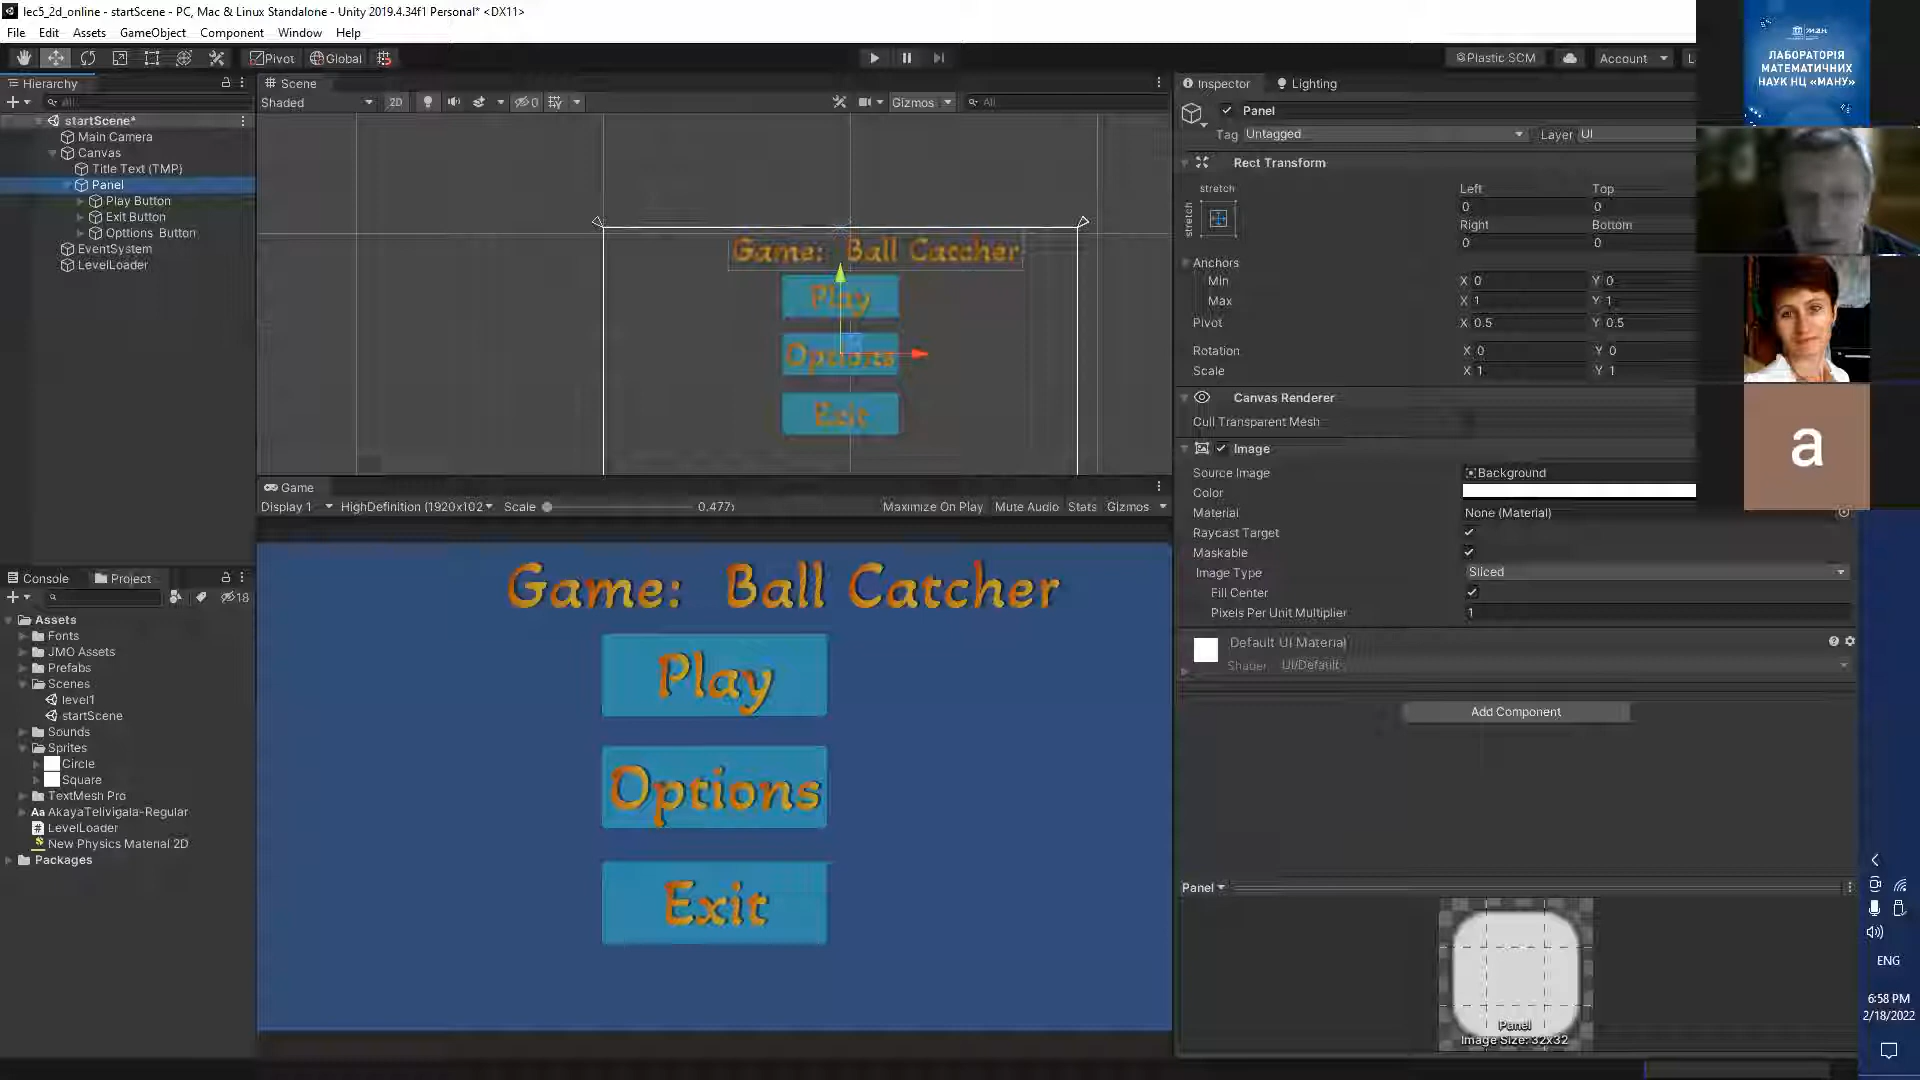 lec5_2d_online - startScene - PC, Mac & Linux Standalone - Unity 2019.4.34f1 Personal* <DX11>
File Edit Assets GameObject Component Window Help
Pivot Global
Plastic SCM Account L
Hierarchy
All
startScene*
Main Camera
Canvas
Title Text (TMP)
Panel
Play Button
Exit Button
Opttions Button
EventSystem
LevelLoader
Scene
Shaded 2D 0 Gizmos All
Game: Ball Catcher
Play
Options
Exit
Game
Display 1 HighDefinition (1920x102 Scale 0.477x Maximize On Play Mute Audio Stats Gizmos
Game: Ball Catcher
Play
Options
Exit
Console Project
18
Assets
Fonts
JMO Assets
Prefabs
Scenes
level1
startScene
Sounds
Sprites
Circle
Square
TextMesh Pro
Aa AkayaTelivigala-Regular
LevelLoader
New Physics Material 2D
Packages
Inspector Lighting
Panel
Tag Untagged Layer UI
Rect Transform
stretch
stretch
Left Top
0 0
Right Bottom
0 0
Anchors
Min X 0 Y 0
Max X 1 Y 1
Pivot X 0.5 Y 0.5
Rotation X 0 Y 0
Scale X 1 Y 1
Canvas Renderer
Cull Transparent Mesh
Image
Source Image Background
Color
Material None (Material)
Raycast Target
Maskable
Image Type Sliced
Fill Center
Pixels Per Unit Multiplier 1
Default UI Material
Shader UI/Default
Add Component
Panel
Panel
Image Size: 32x32
ЛАБОРАТОРІЯ
МАТЕМАТИЧНИХ
НАУК НЦ «МАНУ»
a
ENG
6:58 PM
2/18/2022